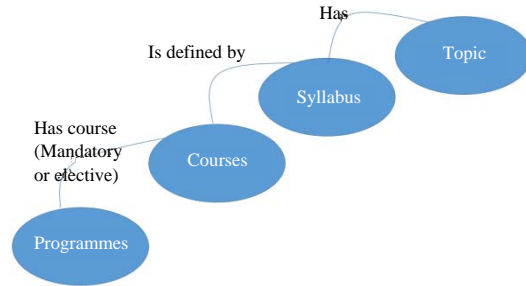 Has
Topic
Is defined by
Syllabus
Has course
(Mandatory
or elective)
Courses
Programmes